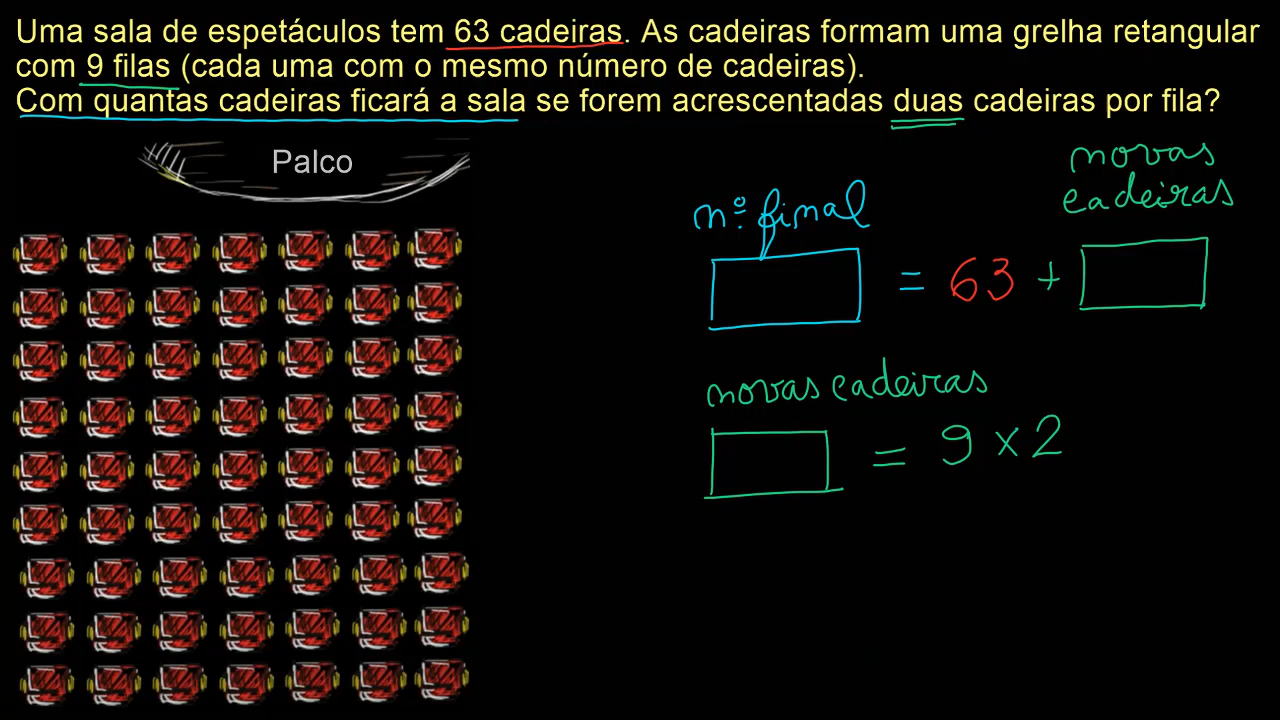 Uma sala de espetáculos tem 63 cadeiras. As cadeiras formam uma grelha retangular
com 9 filas (cada uma com o mesmo número de cadeiras).
Com quantas cadeiras ficará a sala se forem acrescentadas duas cadeiras por fila?
Palco
novas
cadeiras
nº. final
= 63 +
novas cadeiras
= 9 × 2